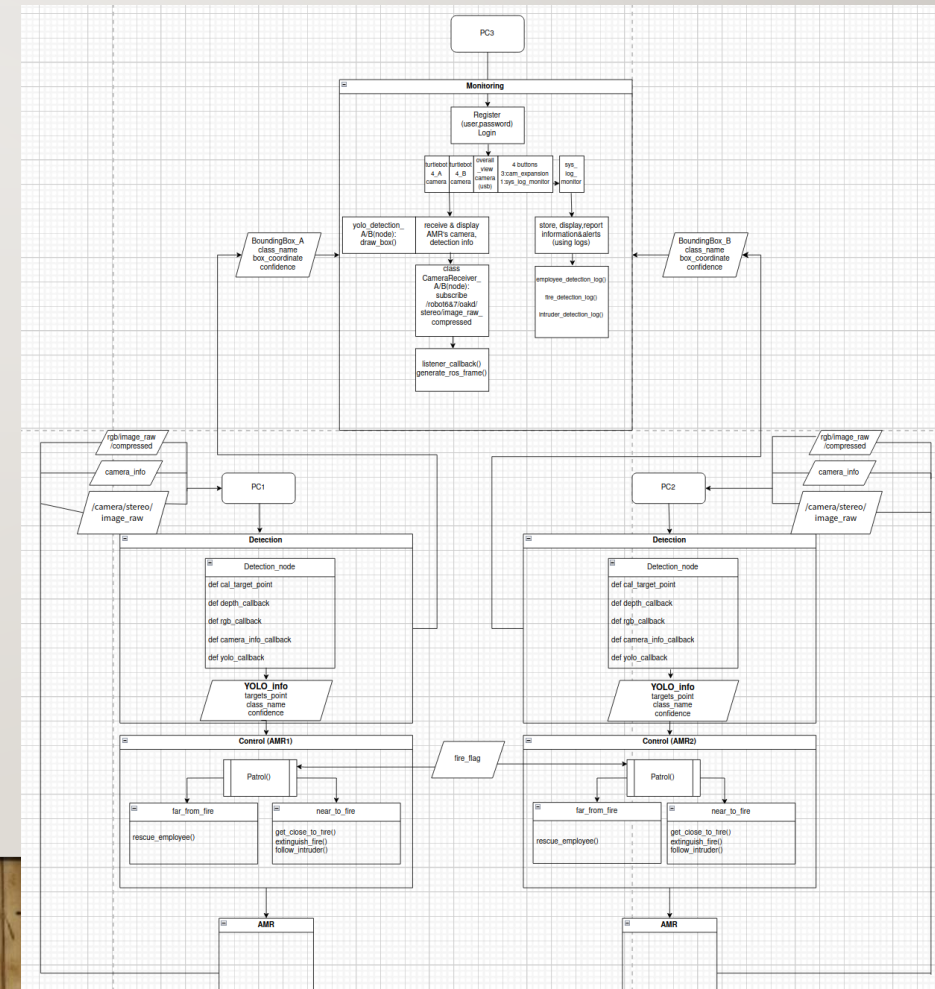 PC3
Monitoring
Register
(user,password)
Login
turtlebot
4_A
camera
turtlebot
4_B
camera
overall
_view
camera
(usb)
4 buttons
3:cam_expansion
1:sys_log_monitor
sys_
log_
monitor
yolo_detection_
A/B(node):
draw_box()
receive & display
AMR's camera,
detection info
store, display,report
information&alerts
(using logs)
BoundingBox_A
class_name
box_coordinate
confidence
BoundingBox_B
class_name
box_coordinate
confidence
class
CameraReceiver_
A/B(node):
subscribe
/robot6&7/oakd/
stereo/image_raw_
compressed
employee_detection_log()
fire_detection_log()
intruder_detection_log()
listener_callback()
generate_ros_frame()
rgb/image_raw
/compressed
camera_info
/camera/stereo/
image_raw
PC1
PC2
rgb/image_raw
/compressed
camera_info
/camera/stereo/
image_raw
Detection
Detection_node
def cal_target_point
def depth_callback
def rgb_callback
def camera_info_callback
def yolo_callback
YOLO_info
targets_point
class_name
confidence
Detection
Detection_node
def cal_target_point
def depth_callback
def rgb_callback
def camera_info_callback
def yolo_callback
YOLO_info
targets_point
class_name
confidence
Control (AMR1)
Patrol()
far_from_fire
rescue_employee()
near_to_fire
get_close_to_fire()
extinguish_fire()
follow_intruder()
fire_flag
Control (AMR2)
Patrol()
far_from_fire
rescue_employee()
near_to_fire
get_close_to_fire()
extinguish_fire()
follow_intruder()
AMR
AMR